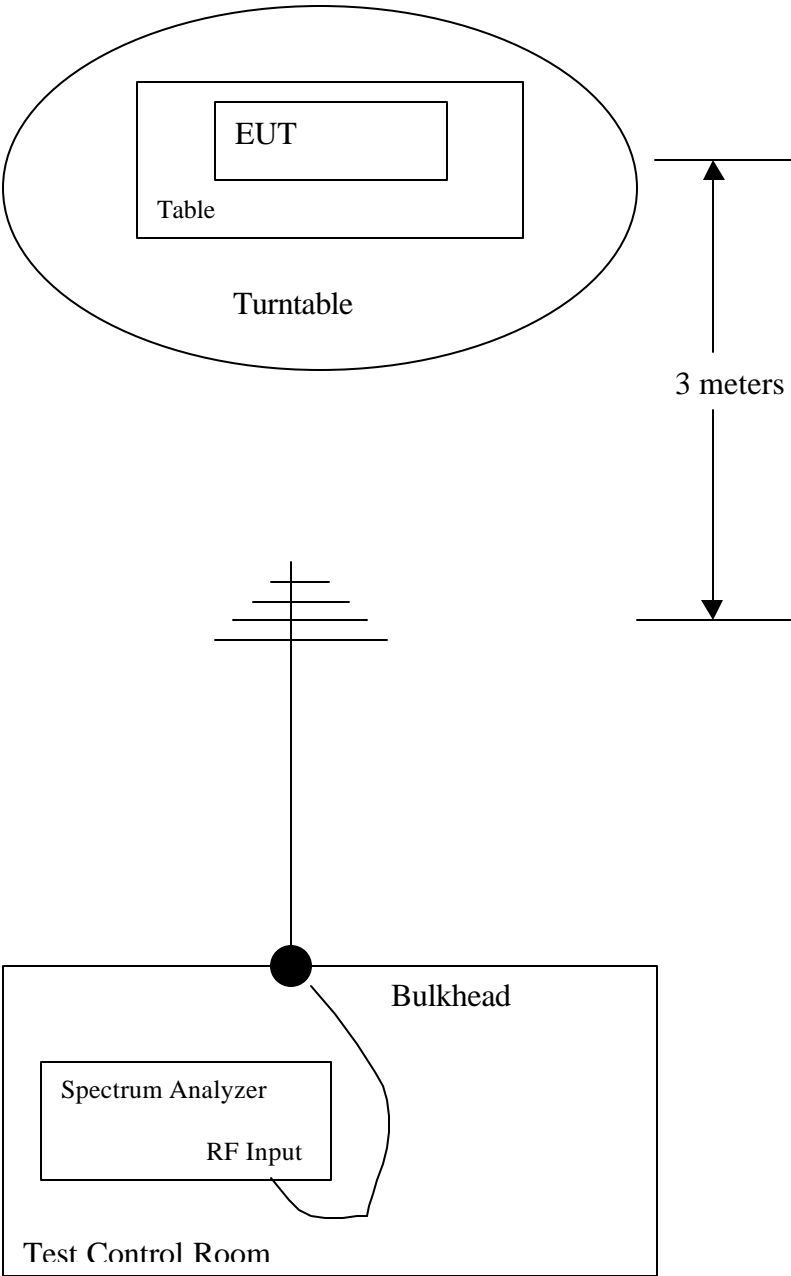 EUT
Table
Turntable
3 meters
Bulkhead
Spectrum Analyzer
RF Input
Test Control Room